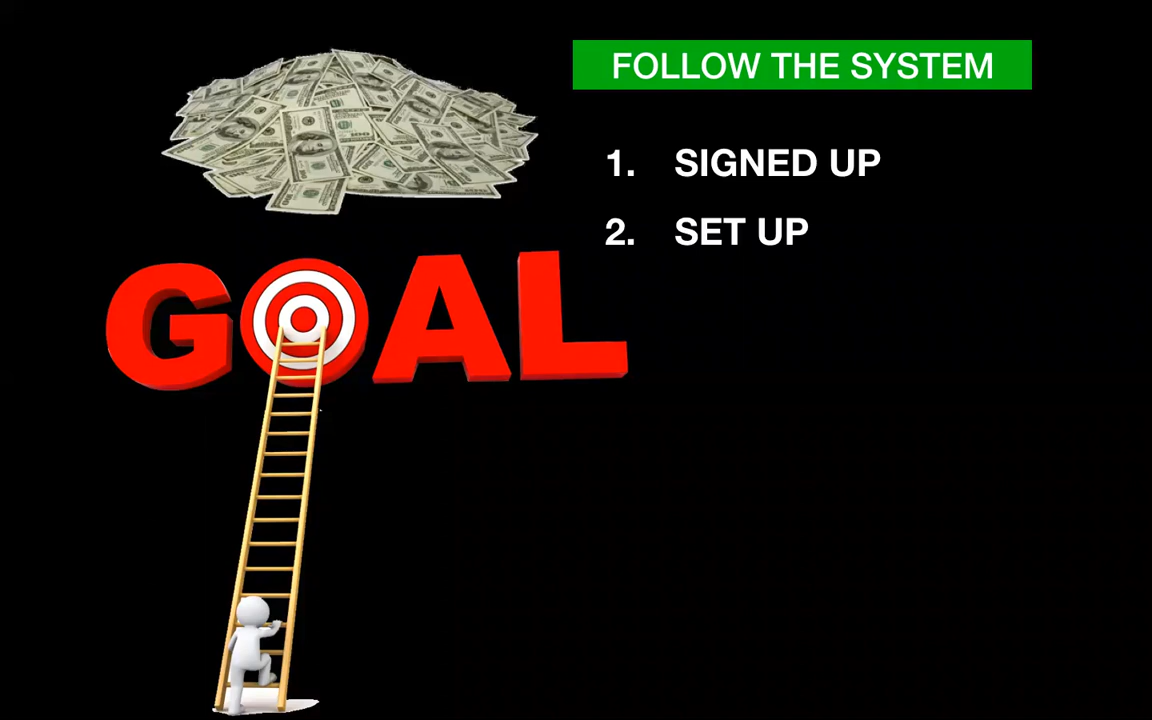 FOLLOW THE SYSTEM
1. SIGNED UP
2. SET UP
GOAL